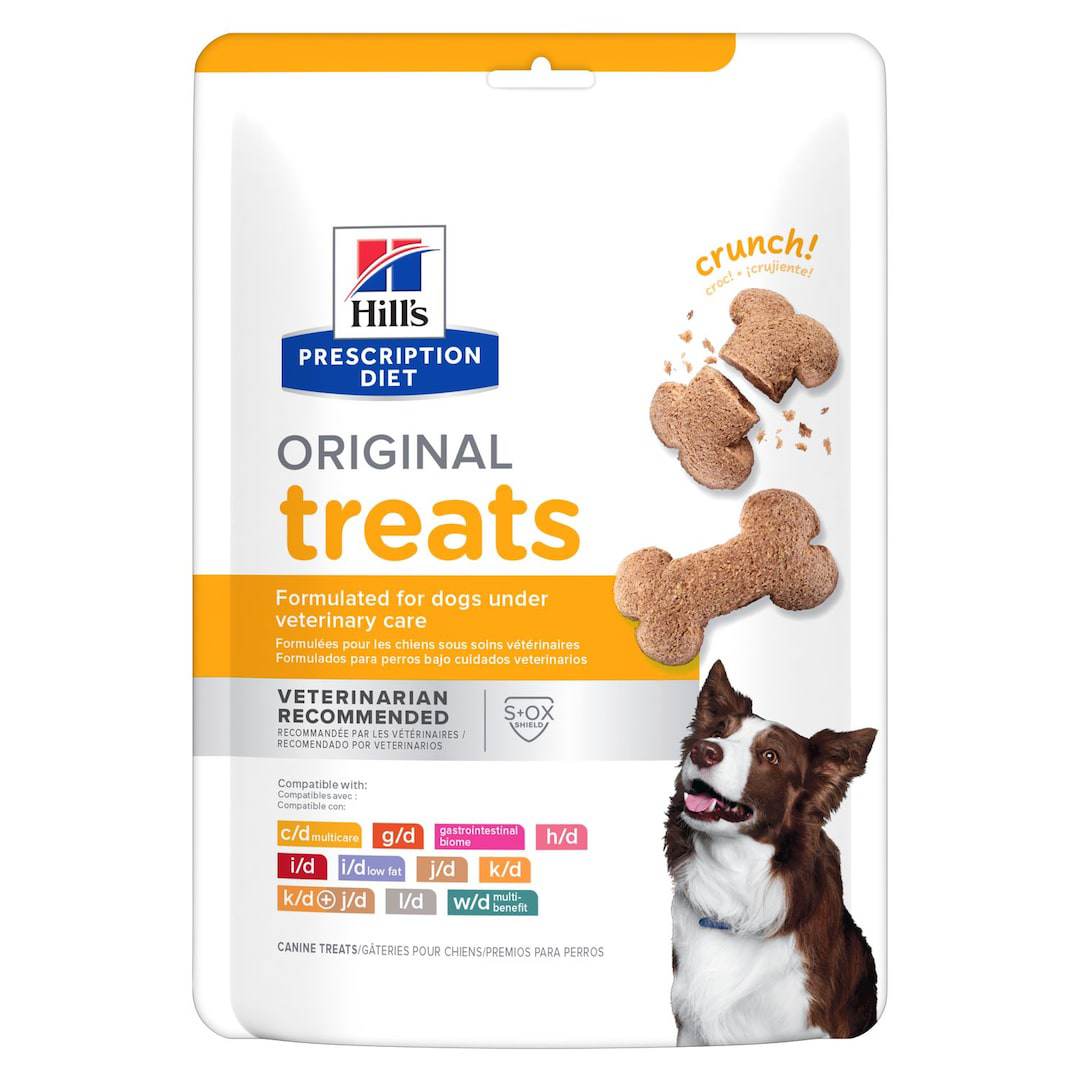 crunch!
croc! • ¡crujiente!
Hill's
PRESCRIPTION
DIET
ORIGINAL
treats
Formulated for dogs under
veterinary care
Formulées pour les chiens sous soins vétérinaires
Formulados para perros bajo cuidados veterinarios
VETERINARIAN
RECOMMENDED
RECOMMANDÉE PAR LES VÉTÉRINAIRES /
RECOMENDADO POR VETERINARIOS
S+OX
SHIELD
Compatible with:
Compatibles avec :
Compatible con:
c/d multicare g/d gastrointestinal biome h/d
i/d i/d low fat j/d k/d
k/d + j/d l/d w/d multi-benefit
CANINE TREATS/GÂTERIES POUR CHIENS/PREMIOS PARA PERROS